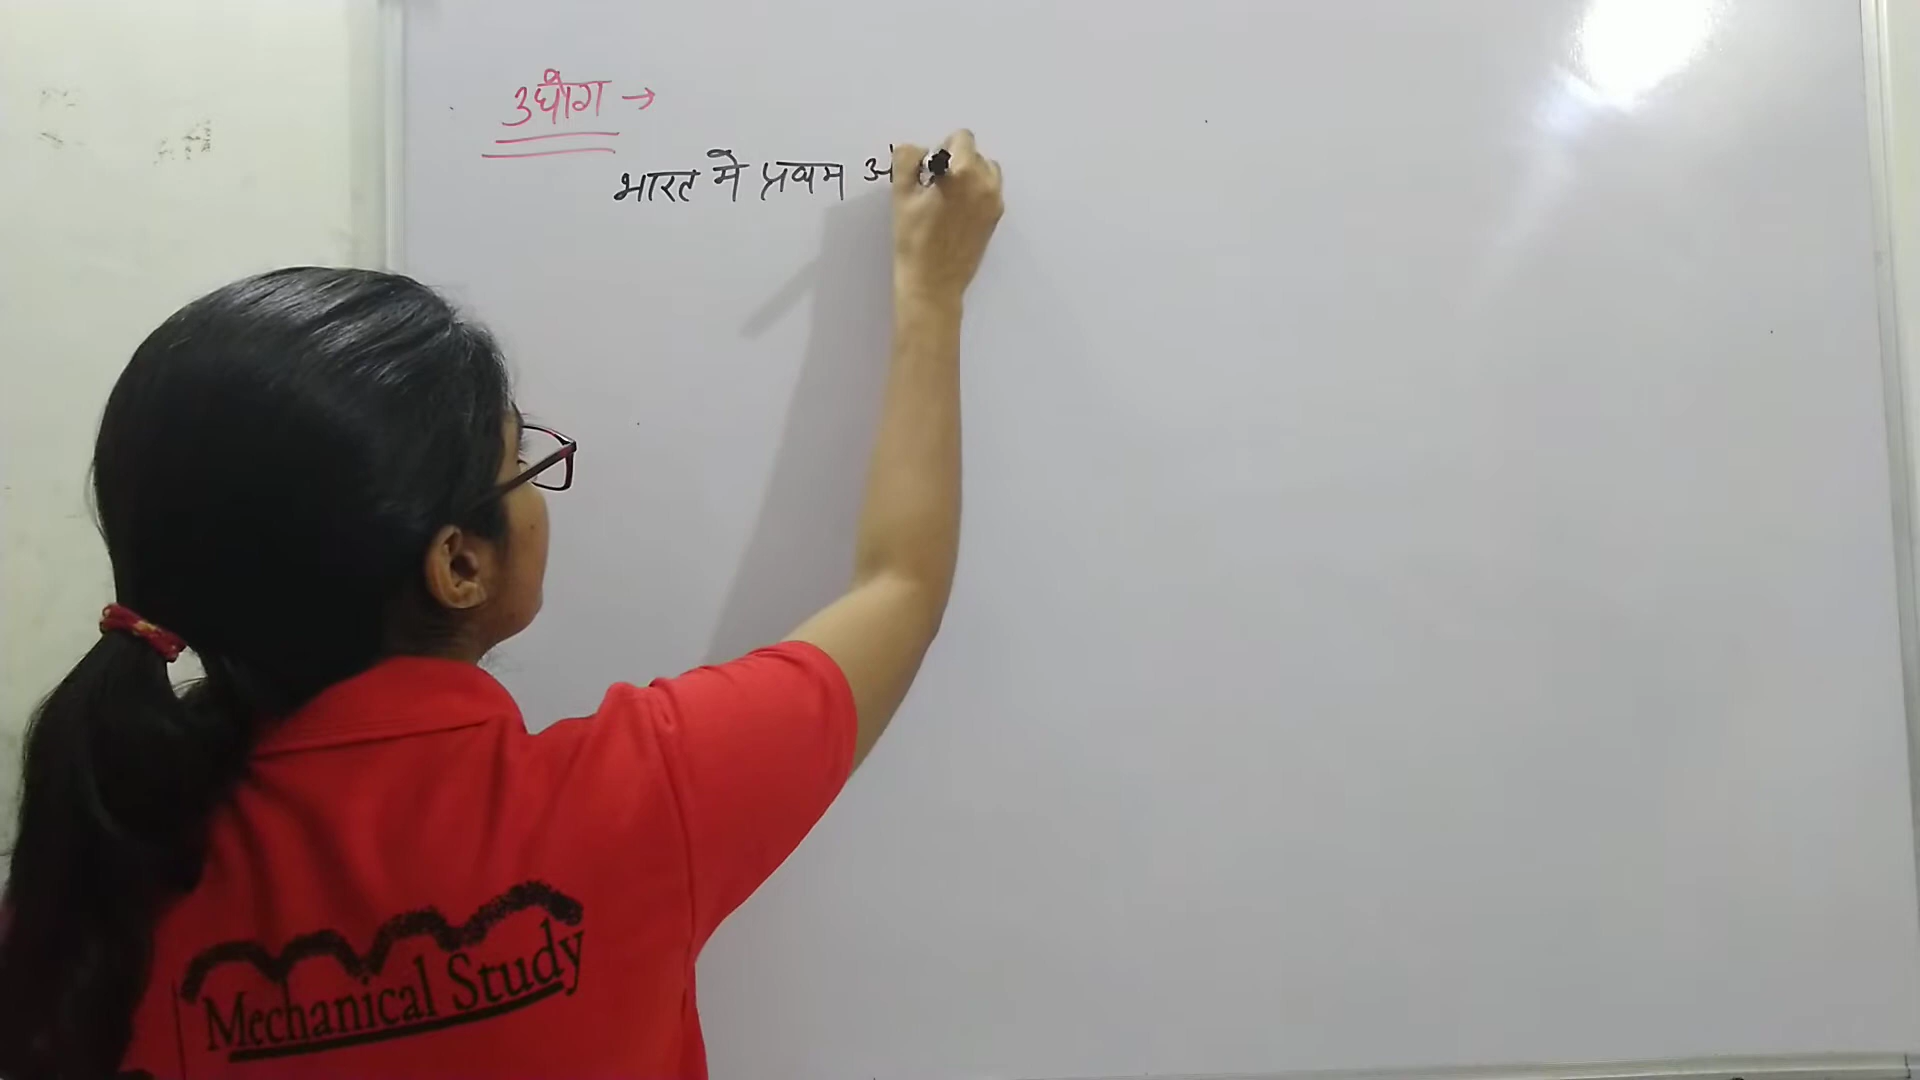 उद्योग →
भारत में प्रथम
Mechanical Study